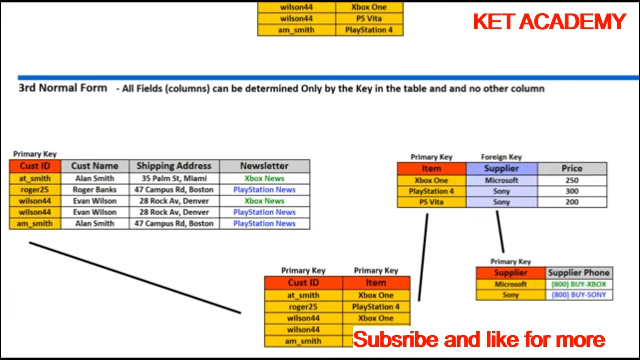 wilson44 Xbox One
wilson44 PS Vita
am_smith PlayStation 4
KET ACADEMY
3rd Normal Form - All Fields (columns) can be determined Only by the Key in the table and and no other column
Primary Key
Cust ID Cust Name Shipping Address Newsletter
at_smith Alan Smith 35 Palm St, Miami Xbox News
roger25 Roger Banks 47 Campus Rd, Boston PlayStation News
wilson44 Evan Wilson 28 Rock Av, Denver Xbox News
wilson44 Evan Wilson 28 Rock Av, Denver PlayStation News
am_smith Alan Smith 47 Campus Rd, Boston PlayStation News
Primary Key Foreign Key
Item Supplier Price
Xbox One Microsoft 250
PlayStation 4 Sony 300
PS Vita Sony 200
Primary Key
Supplier Supplier Phone
Microsoft (800) BUY-XBOX
Sony (800) BUY-SONY
Primary Key Primary Key
Cust ID Item
at_smith Xbox One
roger25 PlayStation 4
wilson44 Xbox One
wilson44
am_smith
Subsribe and like for more